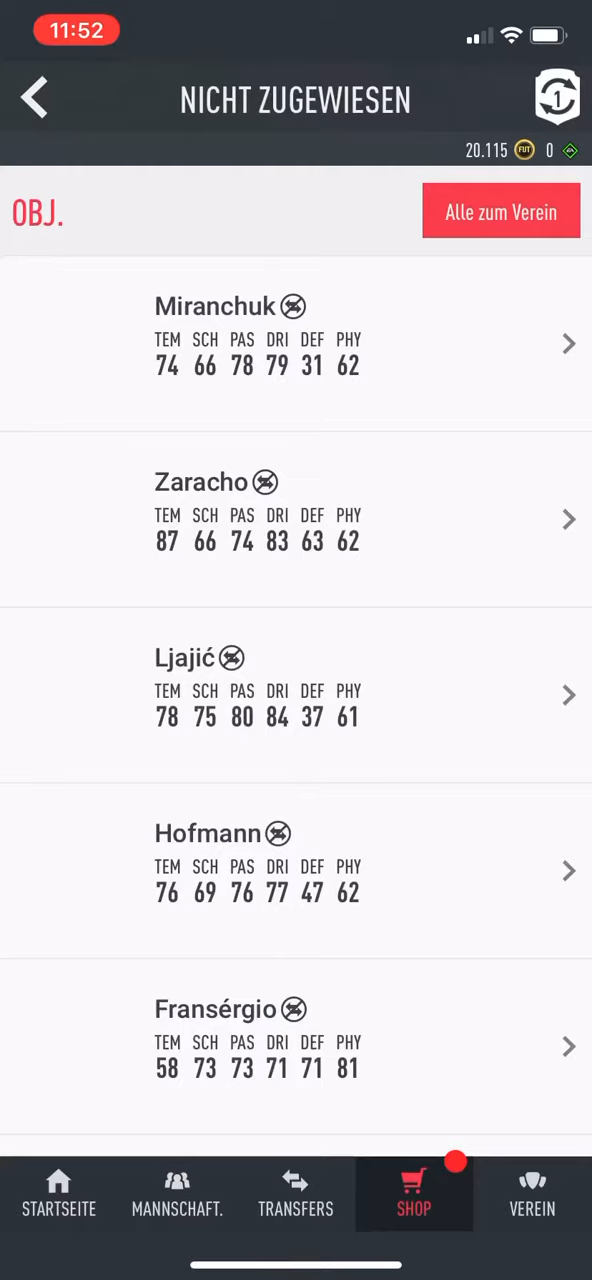 11:52
NICHT ZUGEWIESEN
1
20.115 FUT 0
OBJ.
Alle zum Verein
Miranchuk
TEM SCH PAS DRI DEF PHY
74 66 78 79 31 62
Zaracho
TEM SCH PAS DRI DEF PHY
87 66 74 83 63 62
Ljajić
TEM SCH PAS DRI DEF PHY
78 75 80 84 37 61
Hofmann
TEM SCH PAS DRI DEF PHY
76 69 76 77 47 62
Fransérgio
TEM SCH PAS DRI DEF PHY
58 73 73 71 71 81
STARTSEITE MANNSCHAFT. TRANSFERS SHOP VEREIN